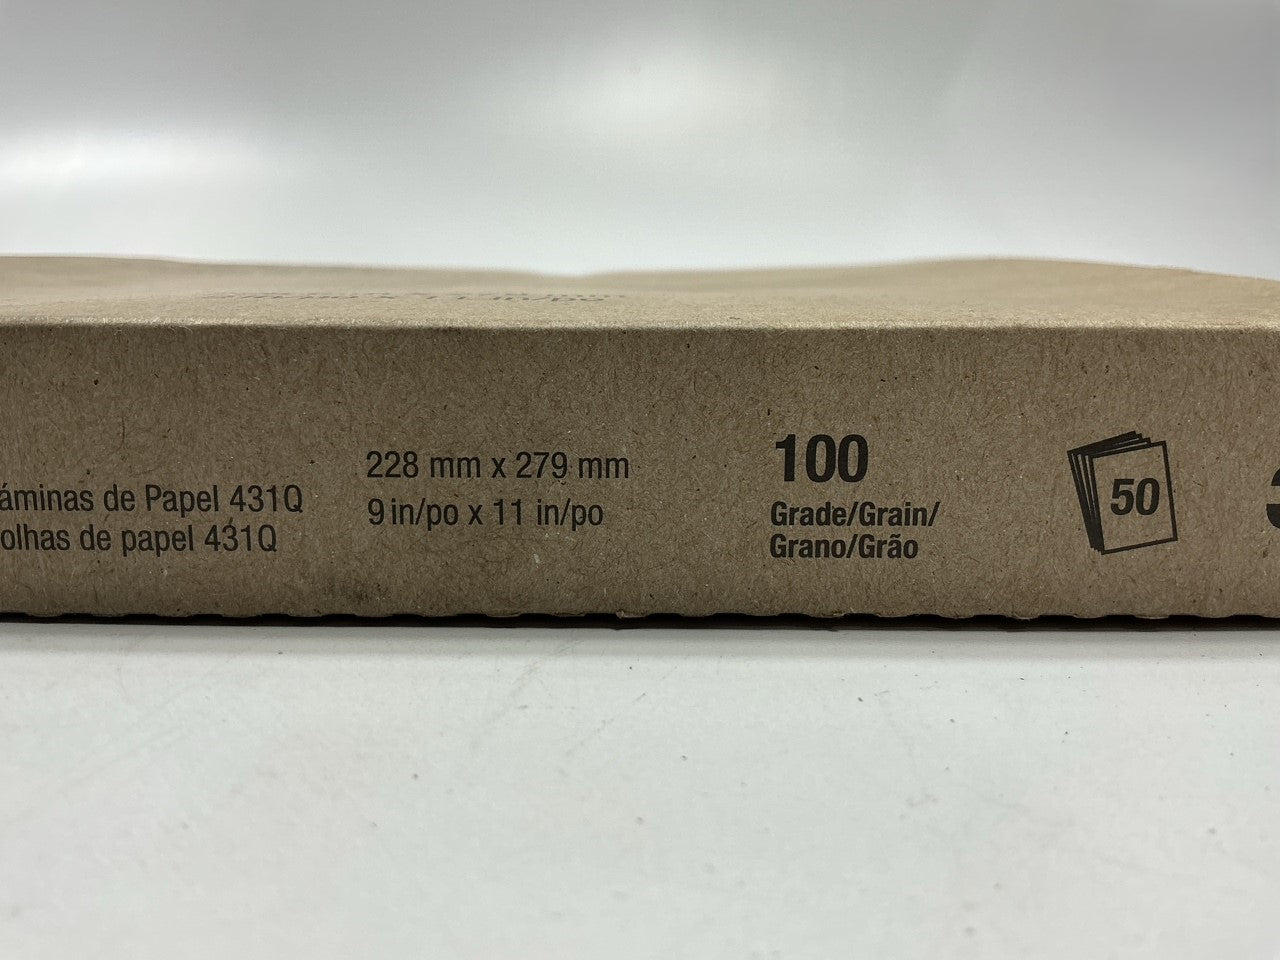 áminas de Papel 431Q
olhas de papel 431Q
228 mm x 279 mm
9 in/po x 11 in/po
100
Grade/Grain/
Grano/Grão
50